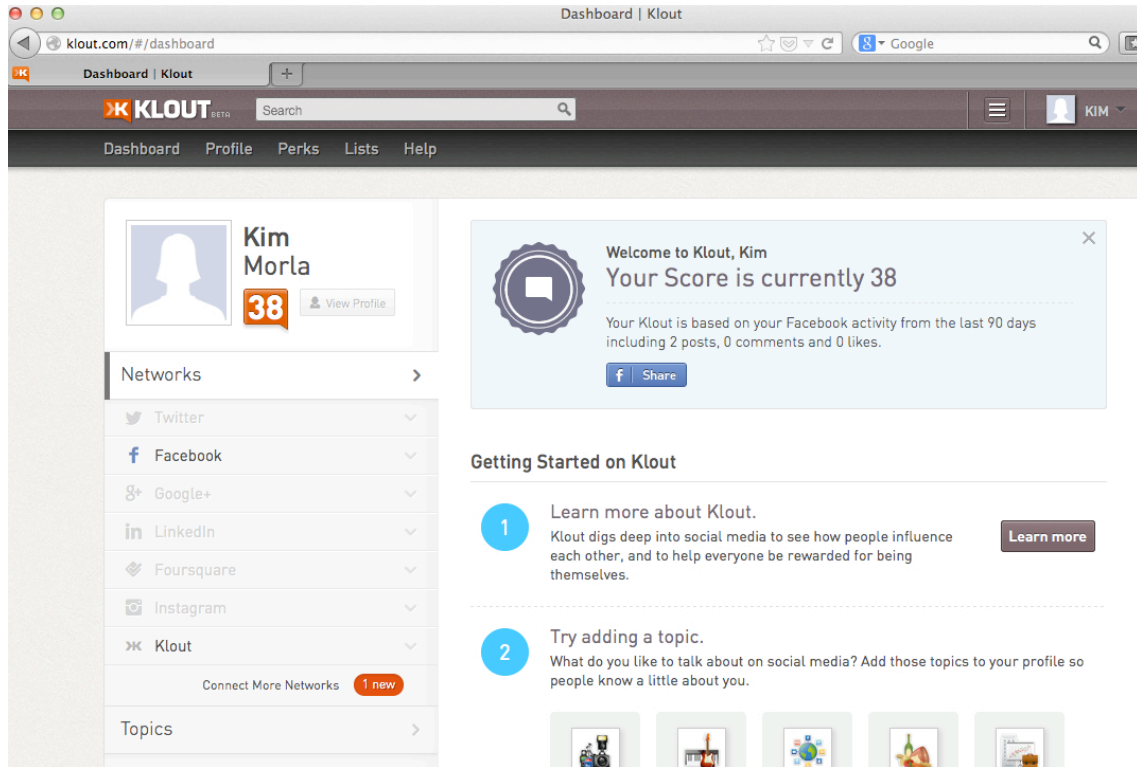 Dashboard | Klout
klout.com/#/dashboard
Google
Dashboard | Klout
KLOUT BETA
Search
KIM
Dashboard Profile Perks Lists Help
Kim
Morla
38
View Profile
Networks
Twitter
Facebook
Google+
LinkedIn
Foursquare
Instagram
Klout
Connect More Networks 1 new
Topics
Welcome to Klout, Kim
Your Score is currently 38
Your Klout is based on your Facebook activity from the last 90 days
including 2 posts, 0 comments and 0 likes.
f Share
Getting Started on Klout
1
Learn more about Klout.
Klout digs deep into social media to see how people influence
each other, and to help everyone be rewarded for being
themselves.
Learn more
2
Try adding a topic.
What do you like to talk about on social media? Add those topics to your profile so
people know a little about you.